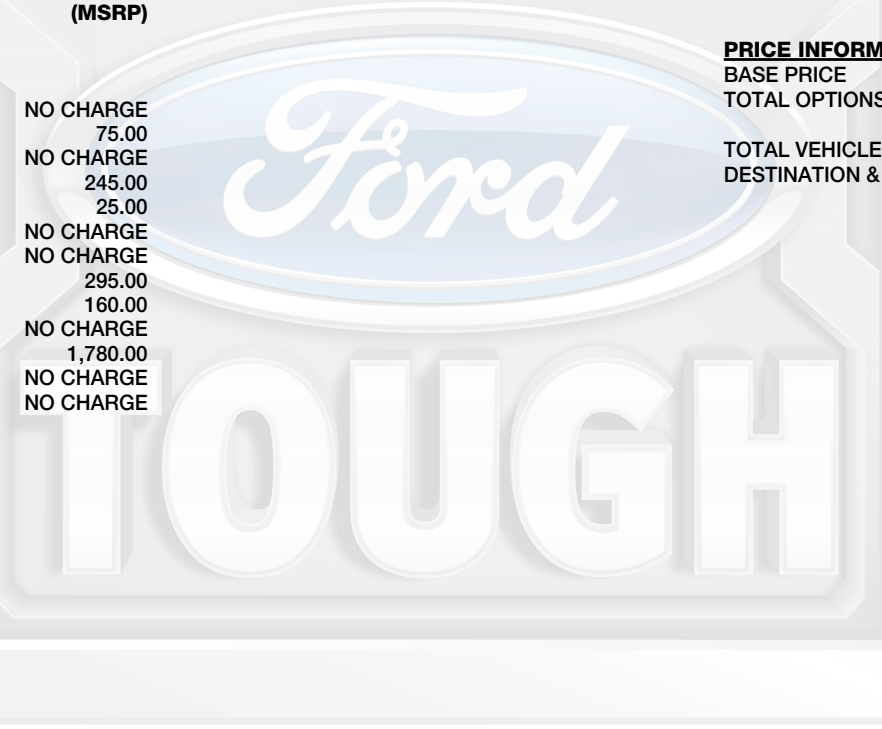 (MSRP)
NO CHARGE
75.00
NO CHARGE
245.00
25.00
NO CHARGE
NO CHARGE
295.00
160.00
NO CHARGE
1,780.00
NO CHARGE
NO CHARGE
PRICE INFORM
BASE PRICE
TOTAL OPTIONS
TOTAL VEHICLE
DESTINATION &
Ford
TOUGH